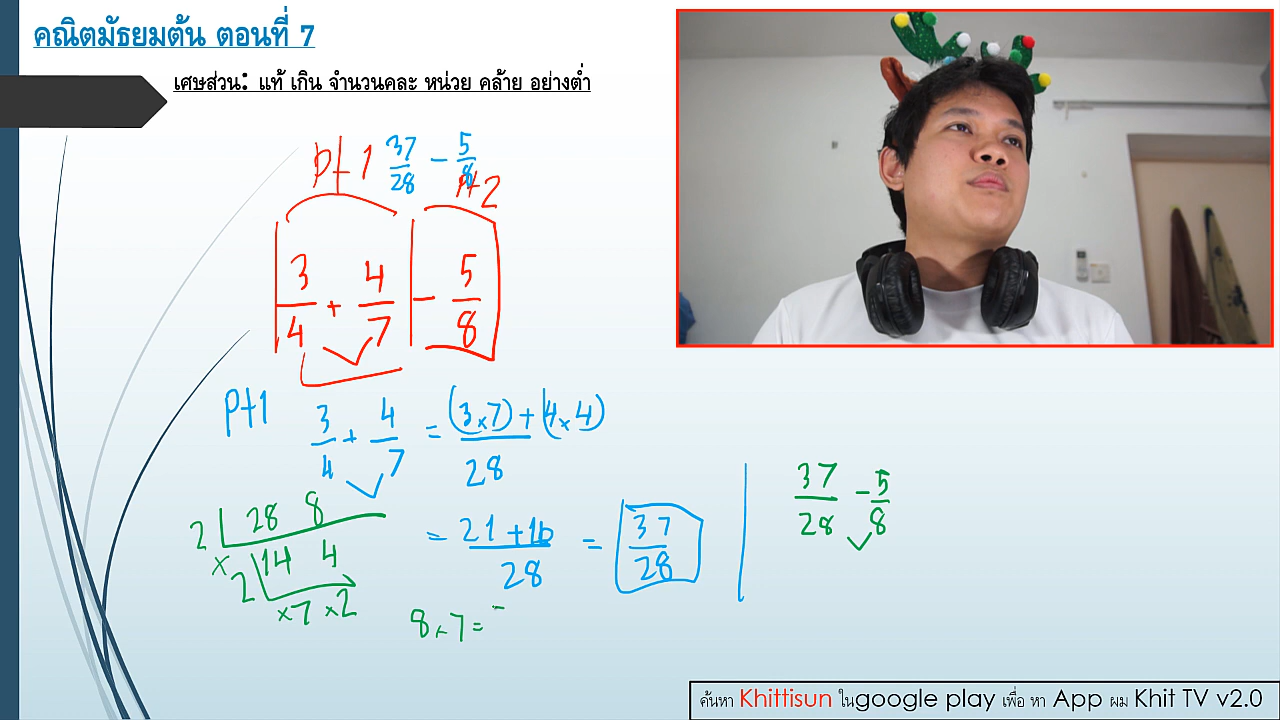 คณิตมัธยมต้น ตอนที่ 7
เศษส่วน: แท้ เกิน จำนวนคละ หน่วย คล้าย อย่างต่ำ
pt 1 37/28 - 5/8
pt 2
3/4 + 4/7 - 5/8
pt1 3/4 + 4/7 = (3×7) + (4×4)/28
= 21+16/28 = 37/28
2 28 8
× 2 14 4
×7 ×2
8×7=
37/28 - 5/8
ค้นหา Khittisun ในgoogle play เพื่อ หา App ผม Khit TV v2.0